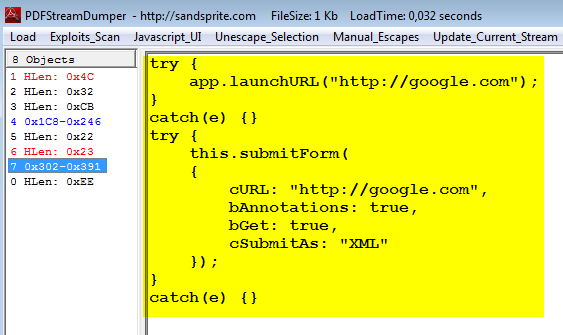 PDFStreamDumper - http://sandsprite.com FileSize: 1 Kb LoadTime: 0,032 seconds
Load Exploits_Scan Javascript_UI Unescape_Selection Manual_Escapes Update_Current_Stream
8 Objects
1 HLen: 0x4C
2 HLen: 0x32
3 HLen: 0xCB
4 0x1C8-0x246
5 HLen: 0x22
6 HLen: 0x23
7 0x302-0x391
0 HLen: 0xEE
try {
    app.launchURL("http://google.com");
}
catch(e) {}
try {
    this.submitForm(
    {
        cURL: "http://google.com",
        bAnnotations: true,
        bGet: true,
        cSubmitAs: "XML"
    });
}
catch(e) {}